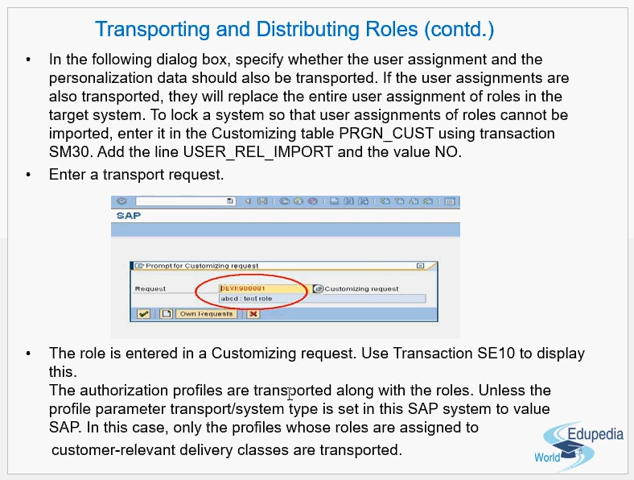 Transporting and Distributing Roles (contd.)
• In the following dialog box, specify whether the user assignment and the
personalization data should also be transported. If the user assignments are
also transported, they will replace the entire user assignment of roles in the
target system. To lock a system so that user assignments of roles cannot be
imported, enter it in the Customizing table PRGN_CUST using transaction
SM30. Add the line USER_REL_IMPORT and the value NO.
• Enter a transport request.
SAP
Prompt for Customizing request
Request Customizing request
abcd : test role
Own Requests
• The role is entered in a Customizing request. Use Transaction SE10 to display
this.
The authorization profiles are transported along with the roles. Unless the
profile parameter transport/system type is set in this SAP system to value
SAP. In this case, only the profiles whose roles are assigned to
customer-relevant delivery classes are transported.
Edupedia
World